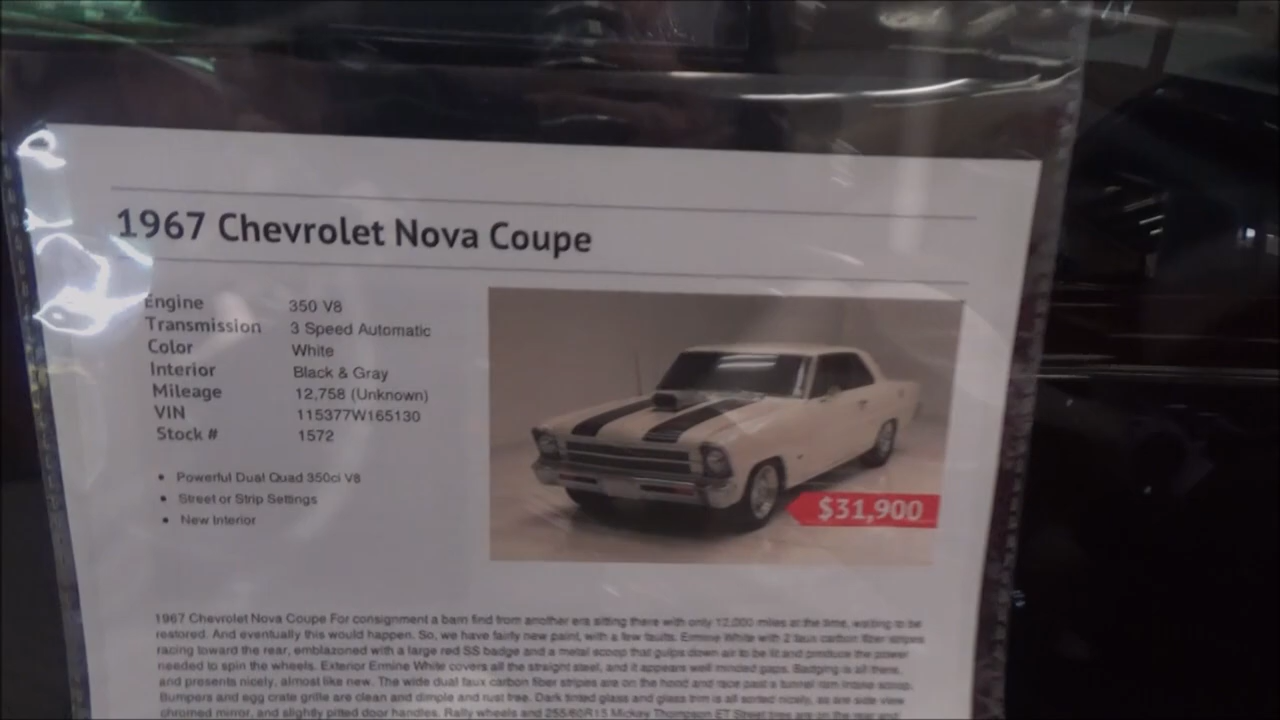 1967 Chevrolet Nova Coupe
Engine 350 V8
Transmission 3 Speed Automatic
Color White
Interior Black & Gray
Mileage 12,758 (Unknown)
VIN 115377W165130
Stock # 1572
• Powerful Dual Quad 350ci V8
• Street or Strip Settings
• New Interior
$31,900
1967 Chevrolet Nova Coupe For consignment a barn find from another era sitting there with only 12,000 miles at the time, waiting to be
restored. And eventually this would happen. So, we have fairly new paint, with a few faults. Ermine White with 2 faux carbon fiber stripes
racing toward the rear, emblazoned with a large red SS badge and a metal scoop that gulps down air to be lit and produce the power
needed to spin the wheels. Exterior Ermine White covers all the straight steel, and it appears well minded gaps. Badging is all there,
and presents nicely, almost like new. The wide dual faux carbon fiber stripes are on the hood and race past a tunnel ram intake scoop.
Bumpers and egg crate grille are clean and dimple and rust free. Dark tinted glass and glass trim is all sorted nicely, as are side view
chromed mirror, and slightly pitted door handles. Rally wheels and 255/60R15 Mickey Thompson ET Street tires are on the rear and